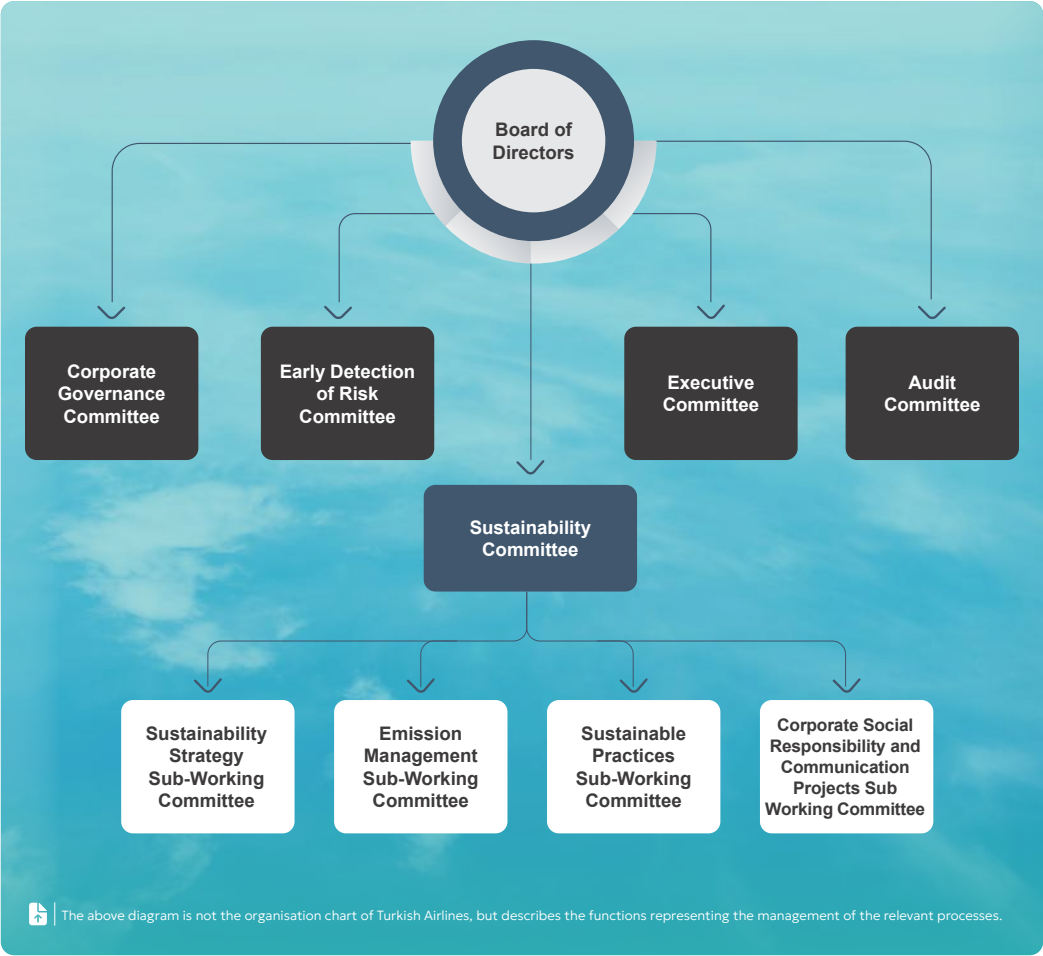 Board of
Directors
Corporate
Governance
Committee
Early Detection
of Risk
Committee
Executive
Committee
Audit
Committee
Sustainability
Committee
Sustainability
Strategy
Sub-Working
Committee
Emission
Management
Sub-Working
Committee
Sustainable
Practices
Sub-Working
Committee
Corporate Social
Responsibility and
Communication
Projects Sub
Working Committee
The above diagram is not the organisation chart of Turkish Airlines, but describes the functions representing the management of the relevant processes.